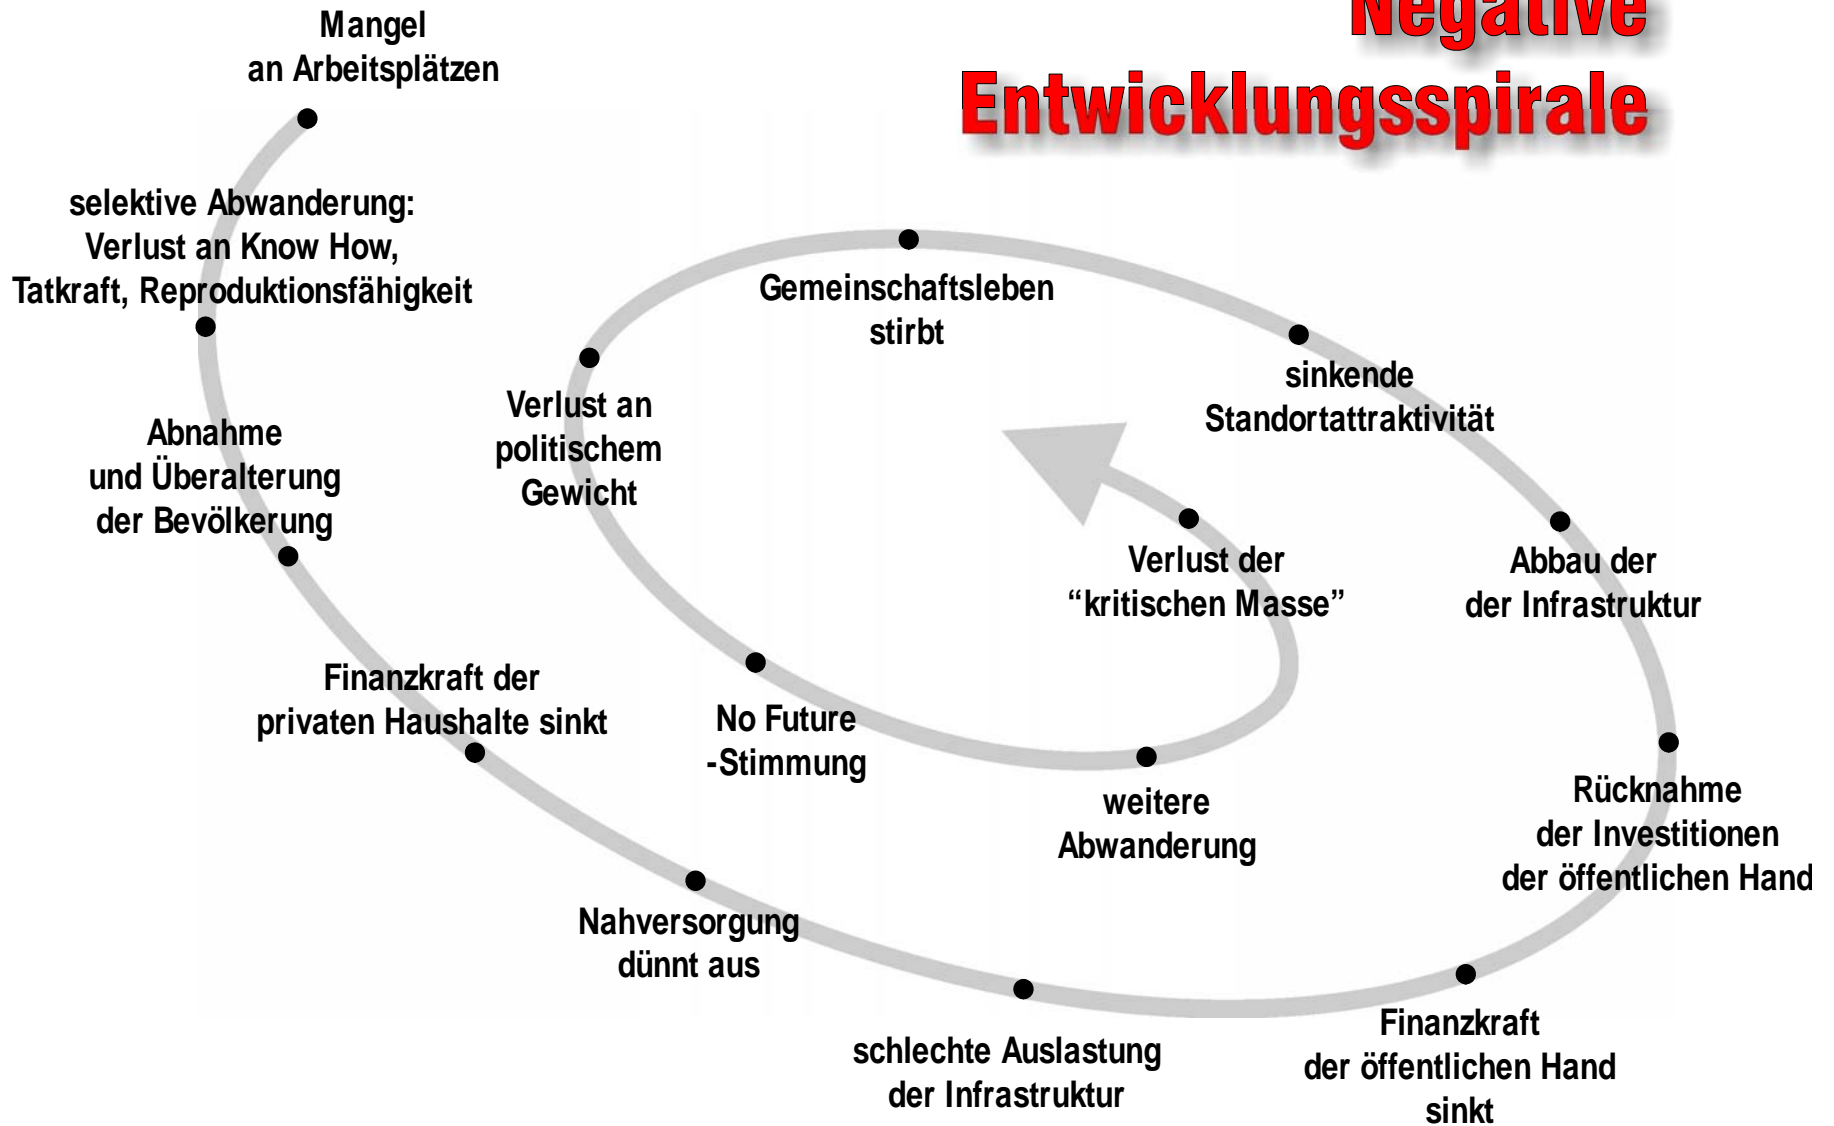 Negative
Entwicklungsspirale
Mangel
an Arbeitsplätzen
selektive Abwanderung:
Verlust an Know How,
Tatkraft, Reproduktionsfähigkeit
Abnahme
und Überalterung
der Bevölkerung
Finanzkraft der
privaten Haushalte sinkt
Nahversorgung
dünnt aus
schlechte Auslastung
der Infrastruktur
Finanzkraft
der öffentlichen Hand
sinkt
Rücknahme
der Investitionen
der öffentlichen Hand
Abbau der
der Infrastruktur
sinkende
Standortattraktivität
Gemeinschaftsleben
stirbt
Verlust an
politischem
Gewicht
No Future
-Stimmung
weitere
Abwanderung
Verlust der
“kritischen Masse”